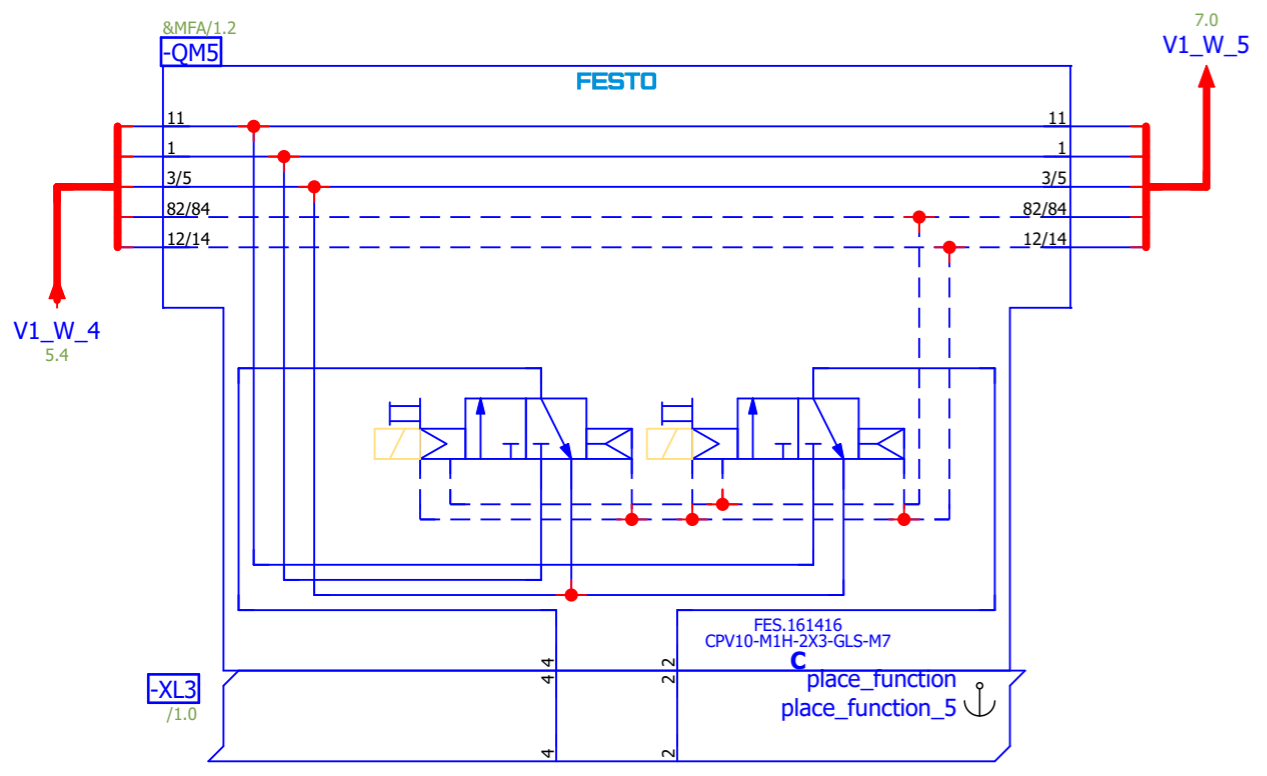 7.0
V1_W_5
&MFA/1.2
-QM5
FESTO
11
11
1
1
3/5
3/5
82/84
82/84
12/14
12/14
V1_W_4
5.4
FES.161416
CPV10-M1H-2X3-GLS-M7
C
4
2
4
2
place_function
place_function_5
-XL3
/1.0
4
2